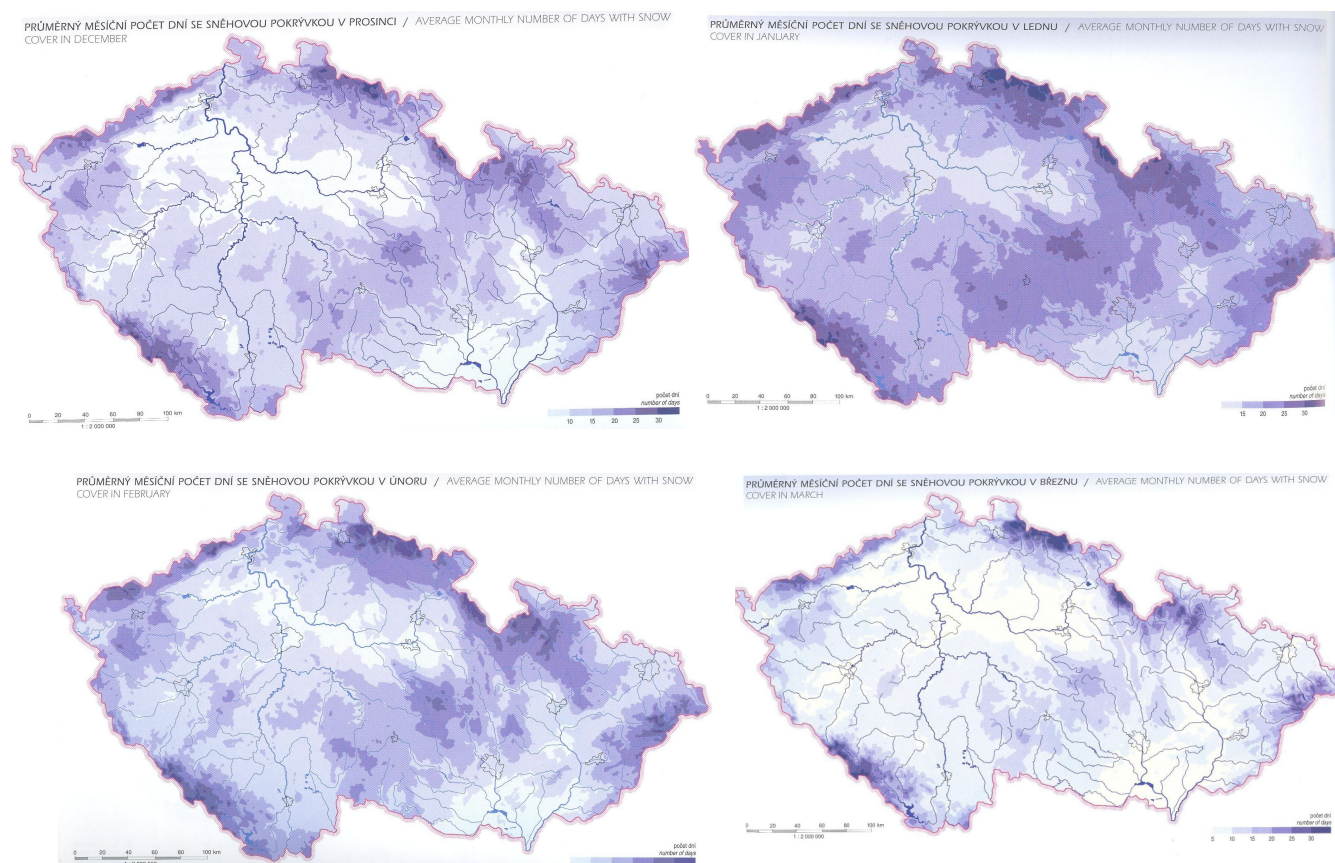 PRŮMĚRNÝ MĚSÍČNÍ POČET DNÍ SE SNĚHOVOU POKRÝVKOU V PROSINCI / AVERAGE MONTHLY NUMBER OF DAYS WITH SNOW
COVER IN DECEMBER
0 20 40 60 80 100 km
1 : 2 000 000
počet dní
number of days
10 15 20 25 30
PRŮMĚRNÝ MĚSÍČNÍ POČET DNÍ SE SNĚHOVOU POKRÝVKOU V LEDNU / AVERAGE MONTHLY NUMBER OF DAYS WITH SNOW
COVER IN JANUARY
0 20 40 60 80 100 km
1 : 2 000 000
počet dní
number of days
15 20 25 30
PRŮMĚRNÝ MĚSÍČNÍ POČET DNÍ SE SNĚHOVOU POKRÝVKOU V ÚNORU / AVERAGE MONTHLY NUMBER OF DAYS WITH SNOW
COVER IN FEBRUARY
0 20 40 60 80 100 km
počet dní
number of days
PRŮMĚRNÝ MĚSÍČNÍ POČET DNÍ SE SNĚHOVOU POKRÝVKOU V BŘEZNU / AVERAGE MONTHLY NUMBER OF DAYS WITH SNOW
COVER IN MARCH
0 20 40 60 80 100 km
1 : 2 000 000
počet dní
number of days
5 10 15 20 25 30